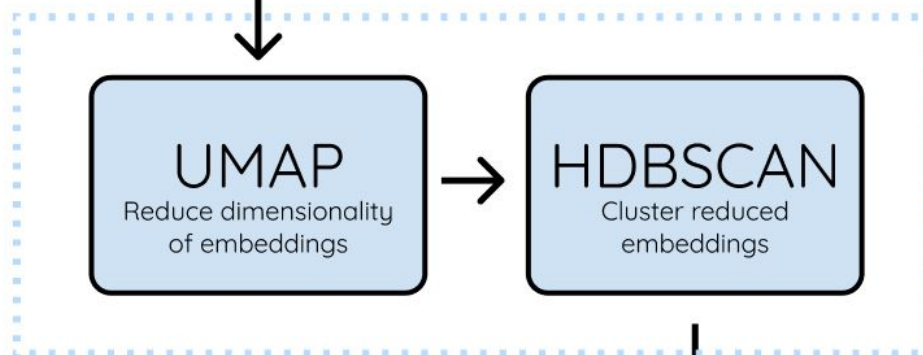 UMAP
Reduce dimensionality
of embeddings
HDBSCAN
Cluster reduced
embeddings